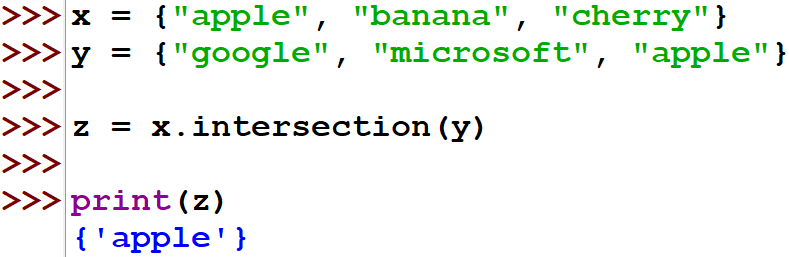 >>> x = {"apple", "banana", "cherry"}
>>> y = {"google", "microsoft", "apple"}
>>>
>>> z = x.intersection(y)
>>>
>>> print(z)
{'apple'}